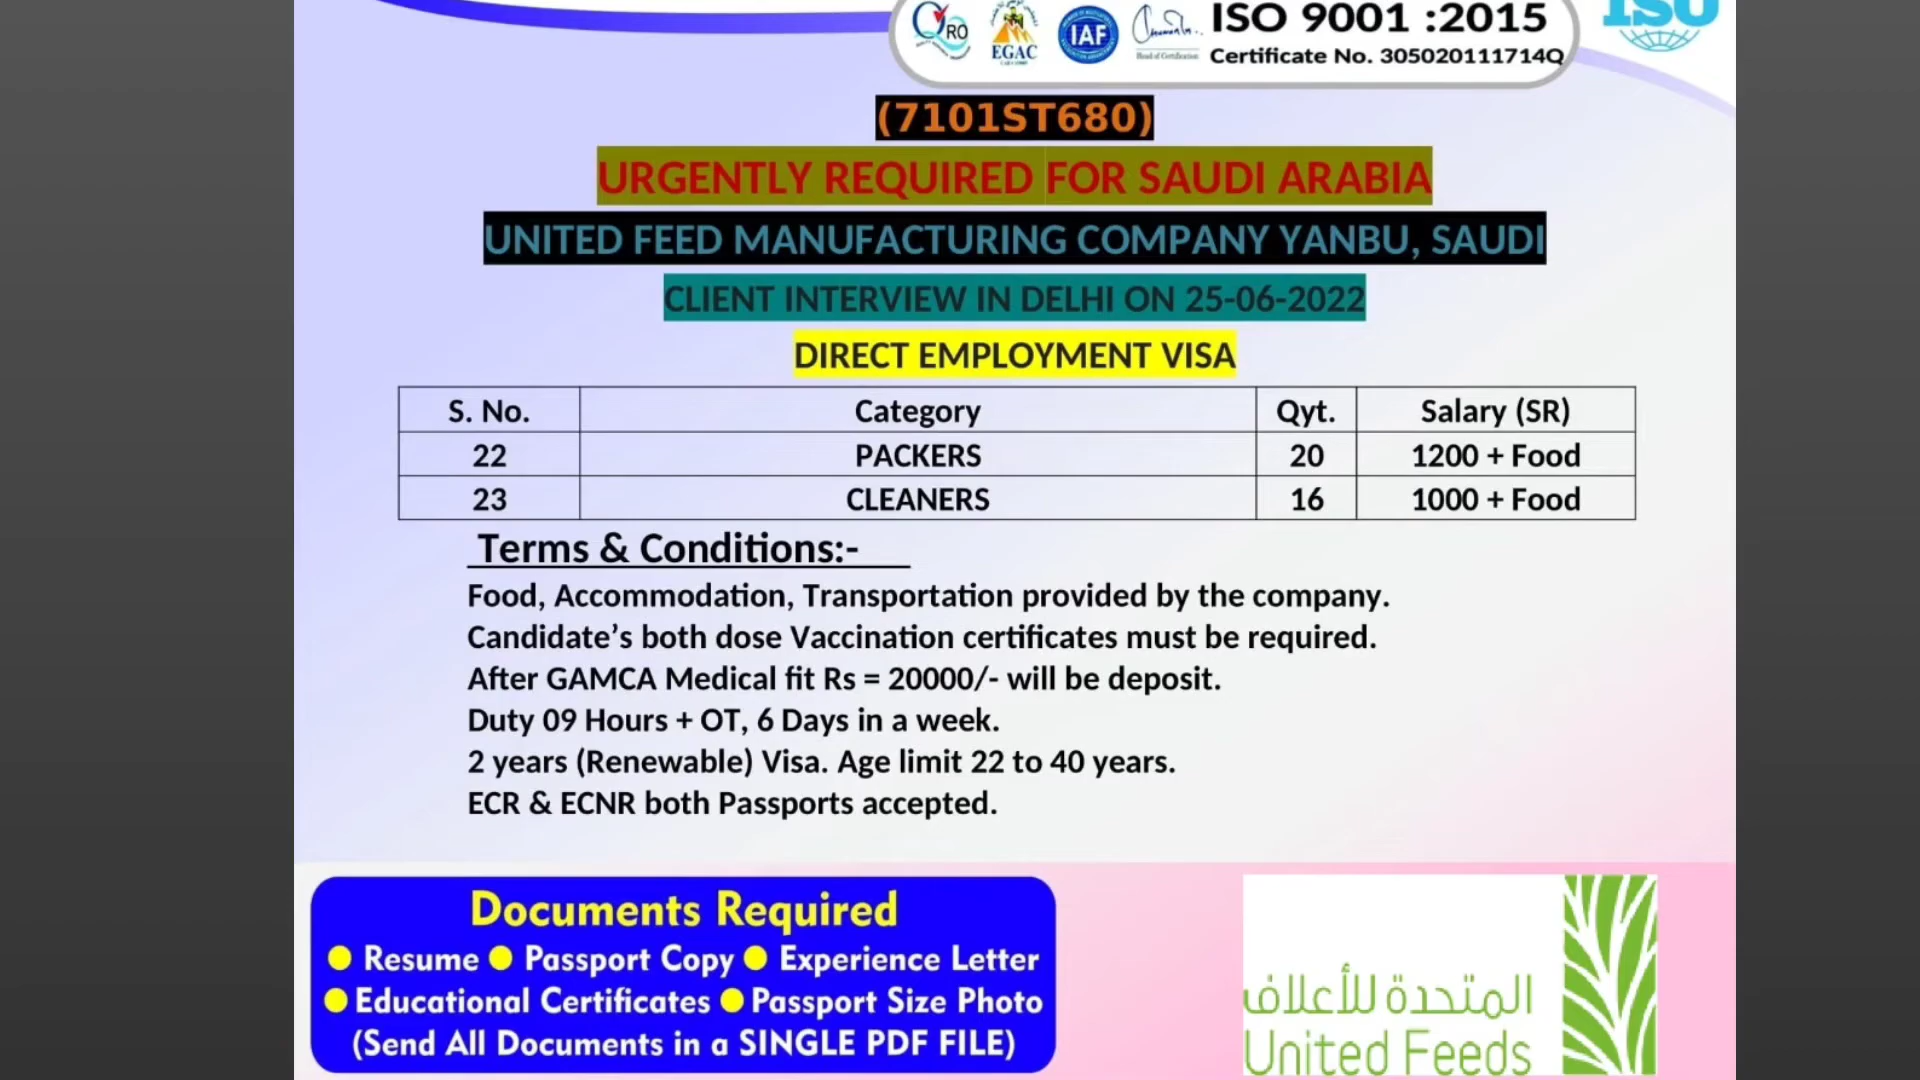 QRO
EGAC
IAF
Head of Certification
ISO 9001 :2015
Certificate No. 305020111714Q
ISO
(7101ST680)
URGENTLY REQUIRED FOR SAUDI ARABIA
UNITED FEED MANUFACTURING COMPANY YANBU, SAUDI
CLIENT INTERVIEW IN DELHI ON 25-06-2022
DIRECT EMPLOYMENT VISA
S. No. Category Qyt. Salary (SR)
22 PACKERS 20 1200 + Food
23 CLEANERS 16 1000 + Food
Terms & Conditions:-
Food, Accommodation, Transportation provided by the company.
Candidate’s both dose Vaccination certificates must be required.
After GAMCA Medical fit Rs = 20000/- will be deposit.
Duty 09 Hours + OT, 6 Days in a week.
2 years (Renewable) Visa. Age limit 22 to 40 years.
ECR & ECNR both Passports accepted.
Documents Required
● Resume ● Passport Copy ● Experience Letter
● Educational Certificates ● Passport Size Photo
(Send All Documents in a SINGLE PDF FILE)
المتحدة للأعلاف
United Feeds